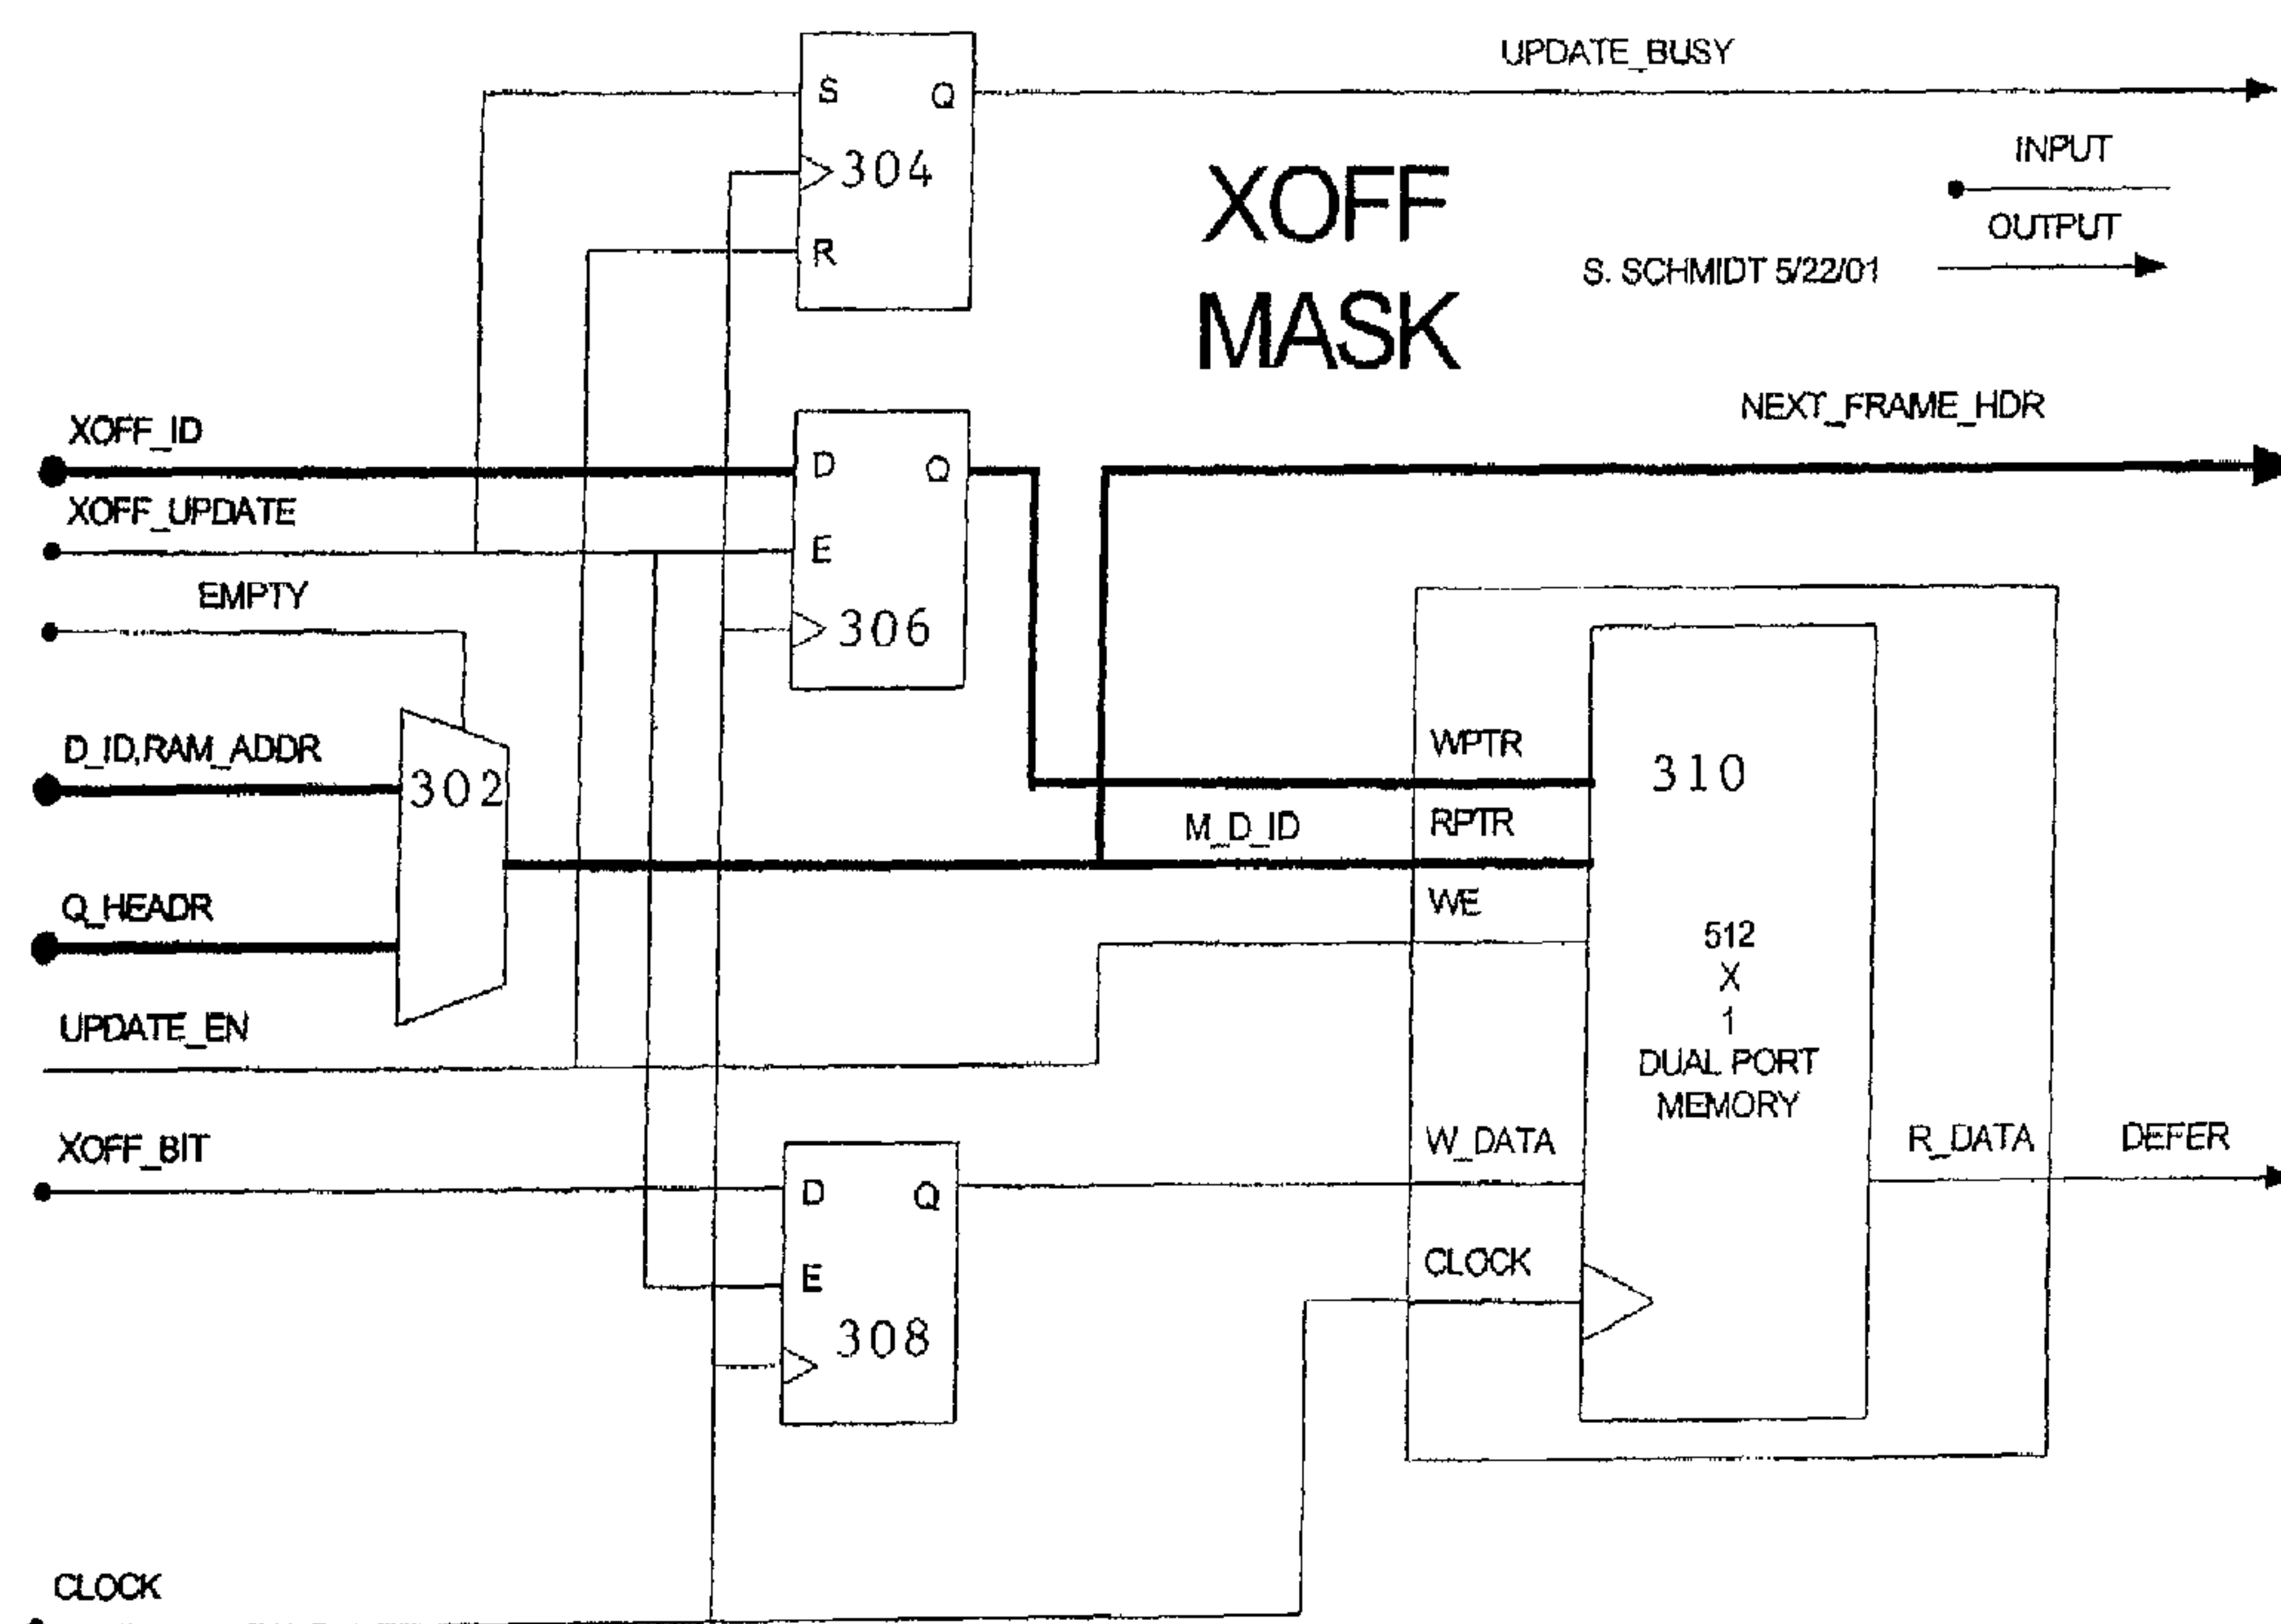 UPDATE_BUSY
S Q
304
R
XOFF
MASK
INPUT
OUTPUT
S. SCHMIDT 5/22/01
NEXT_FRAME_HDR
XOFF_ID
D Q
XOFF_UPDATE
E
306
EMPTY
D_ID,RAM_ADDR
302
Q_HEADR
UPDATE_EN
WPTR
310
M_D_ID
RPTR
WE
512
X
1
DUAL PORT
MEMORY
XOFF_BIT
D Q
E
308
W_DATA
R_DATA
DEFER
CLOCK
CLOCK